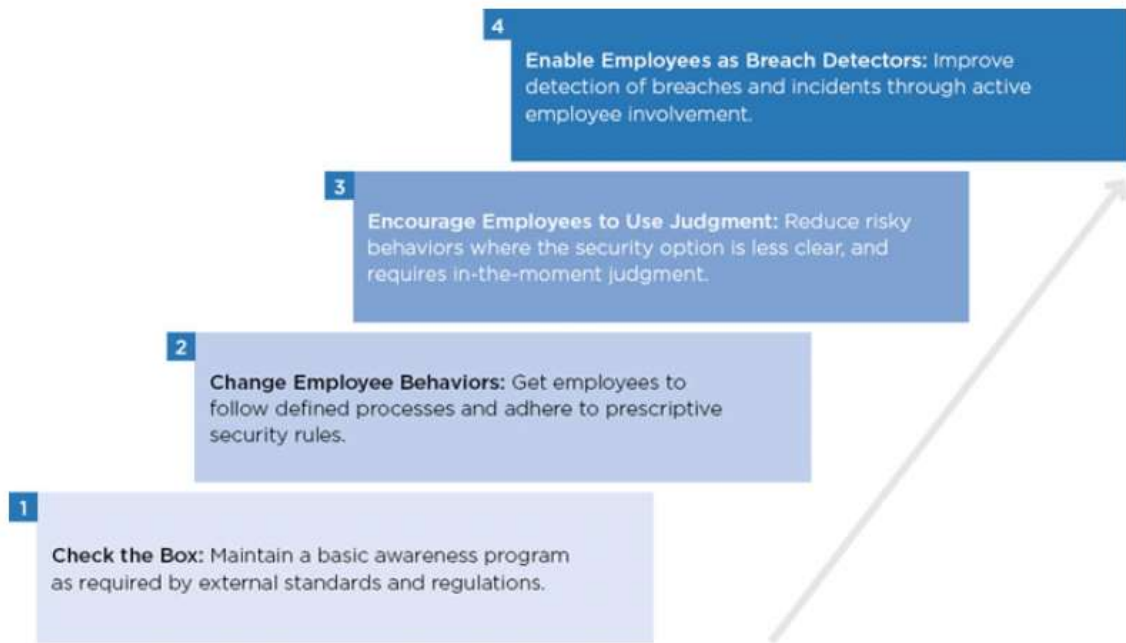 4
Enable Employees as Breach Detectors: Improve
detection of breaches and incidents through active
employee involvement.
3
Encourage Employees to Use Judgment: Reduce risky
behaviors where the security option is less clear, and
requires in-the-moment judgment.
2
Change Employee Behaviors: Get employees to
follow defined processes and adhere to prescriptive
security rules.
1
Check the Box: Maintain a basic awareness program
as required by external standards and regulations.